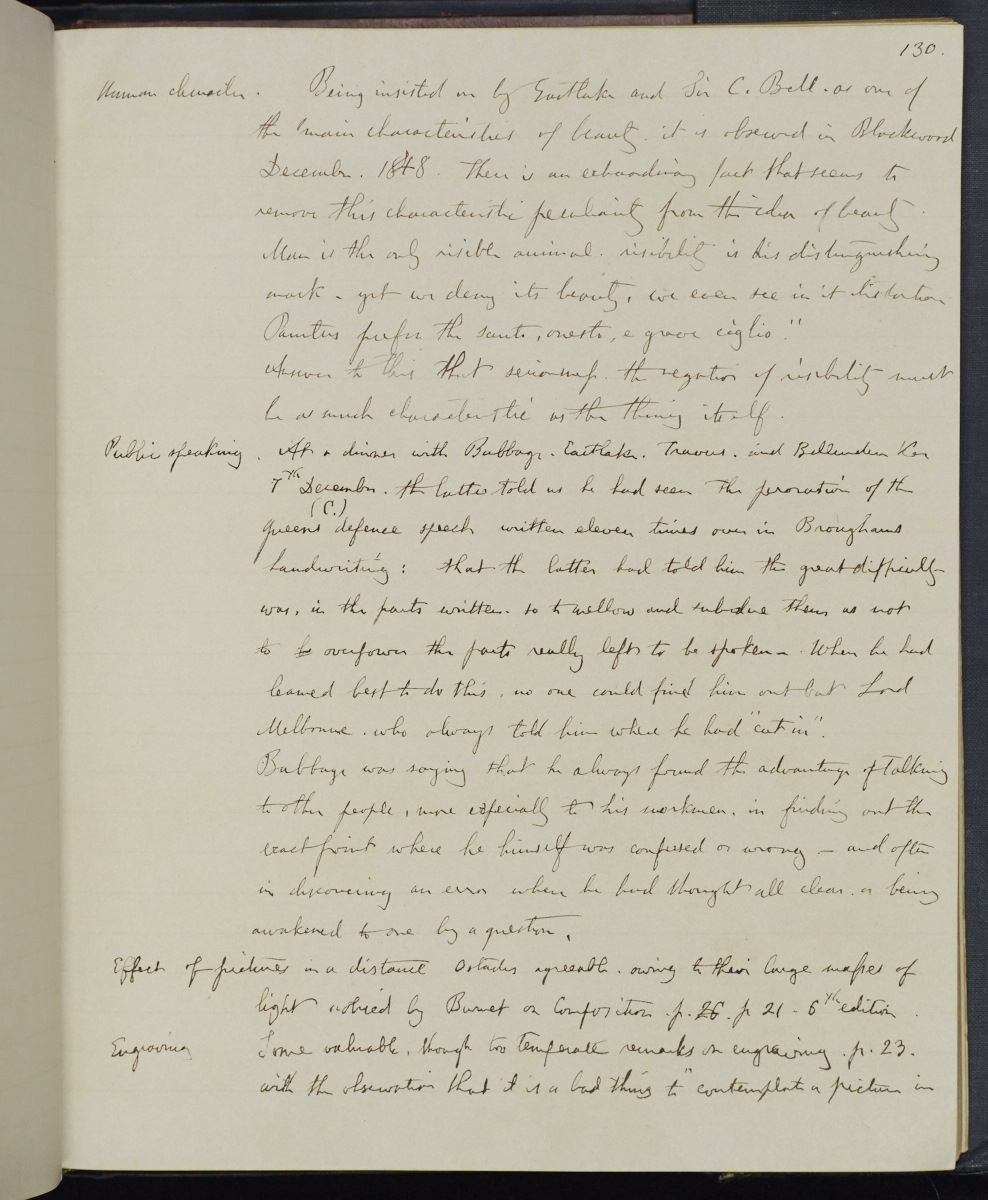 130.
Human character. Being insisted on by Eastlake and Sir C. Bell. as one of
the main characteristics of beauty. it is observed in Blackwood
December. 1848. There is an extraordinary fact that seems to
remove this characteristic peculiarity from the idea of beauty.
Man is the only risible animal. risibility is his distinguishing
mark - yet we deny its beauty, we even see in it distortion
prefer the santo, onesto, e grave ciglio."
Answer to this that seriousness. the negation of risibility must
be as much characteristic as the thing itself.
Public speaking. At a dinner with Babbage. Eastlake. Travers. and Bellenden Ker
7th December. the latter told us he had seen the peroration of the
(C.)
queens defence speech written eleven times over in Broughams
handwriting: that the latter had told him the great difficulty
was, in the parts written. so to mellow and subdue them as not
to overpower the parts really left to be spoken -. When he had
learned best to do this, no one could find him out but Lord
Melbourne. who always told him where he had "cut in".
Babbage was saying that he always found the advantage of talking
to other people, more especially to his workmen. in finding out the
exact point where he himself was confused or wrong - and often
in discovering an error when he had thought all clear. or being
awakened to one by a question.
Effect of pictures in a distance Ostades agreeable. owing to their large masses of
light noticed by Burnet on Composition. p. 26. p 21 - 6th edition.
Engraving Some valuable, though too temperate remarks on engraving. p. 23.
with the observation that it is a bad thing to "contemplate a picture in